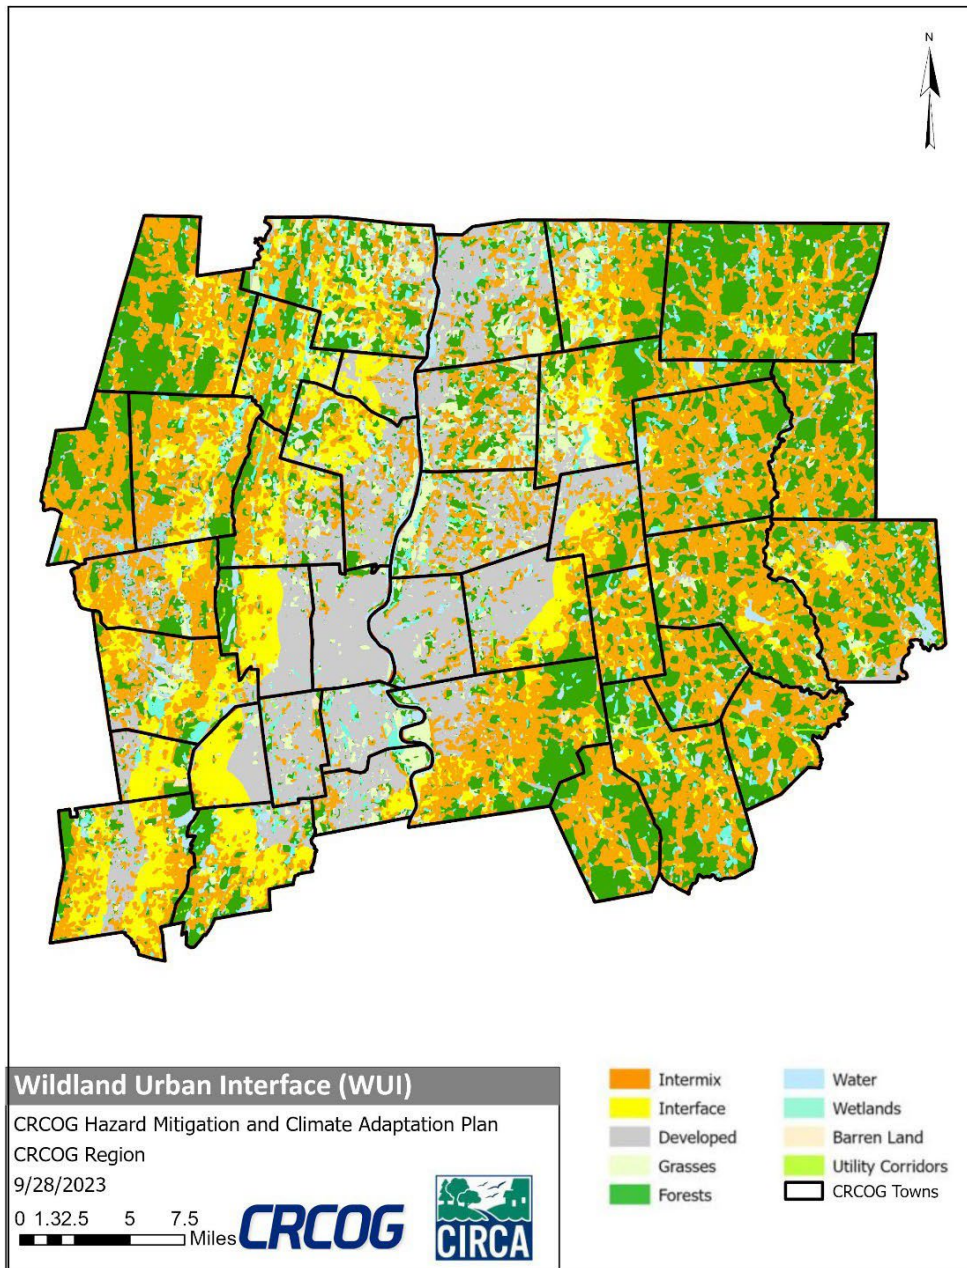 N
Wildland Urban Interface (WUI)
CRCOG Hazard Mitigation and Climate Adaptation Plan
CRCOG Region
9/28/2023
0 1.32.5 5 7.5
Miles
CRCOG
CIRCA
Intermix
Interface
Developed
Grasses
Forests
Water
Wetlands
Barren Land
Utility Corridors
CRCOG Towns